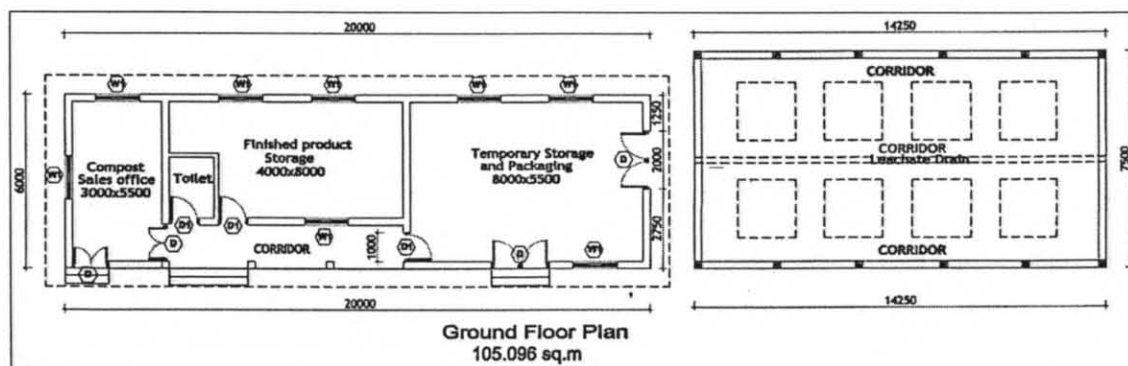 20000
14250
W1 W1 W1 W1 W1
CORRIDOR
1250
Finished product
Storage
4000x8000
Temporary Storage
and Packaging
8000x5500
D
2000
6000
W1
Compost
Sales office
3000x5500
Toilet
CORRIDOR
Leachate Drain
7500
D1 D1
W1
D
CORRIDOR
1000
D1
D
W1
2750
CORRIDOR
D
20000
14250
Ground Floor Plan
105.096 sq.m